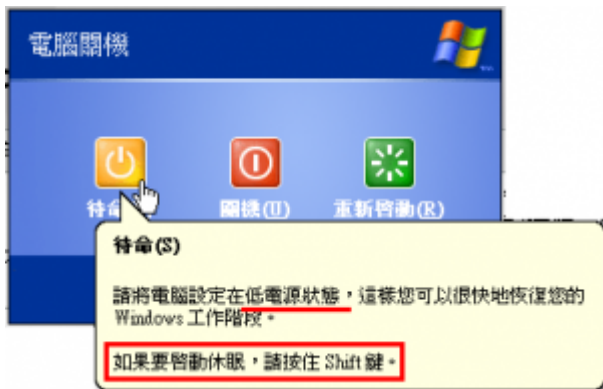 電腦關機
待命
關機(U)
重新啓動(R)
待命(S)
請將電腦設定在低電源狀態，這樣您可以很快地恢復您的
Windows 工作階段。
如果要啓動休眠，請按住 Shift 鍵。